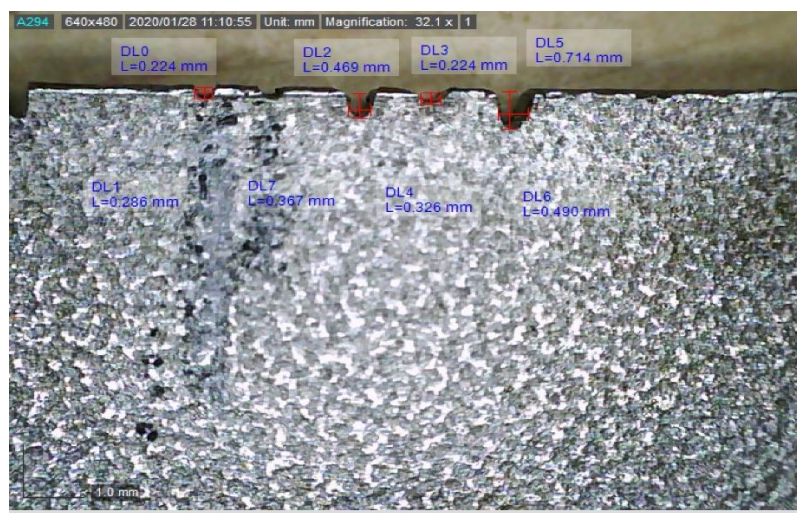 A294 640x480 2020/01/28 11:10:55 Unit: mm Magnification: 32.1 x 1
DL0
L=0.224 mm
DL2
L=0.469 mm
DL3
L=0.224 mm
DL5
L=0.714 mm
DL1
L=0.286 mm
DL7
L=0.367 mm
DL4
L=0.326 mm
DL6
L=0.490 mm
1.0 mm